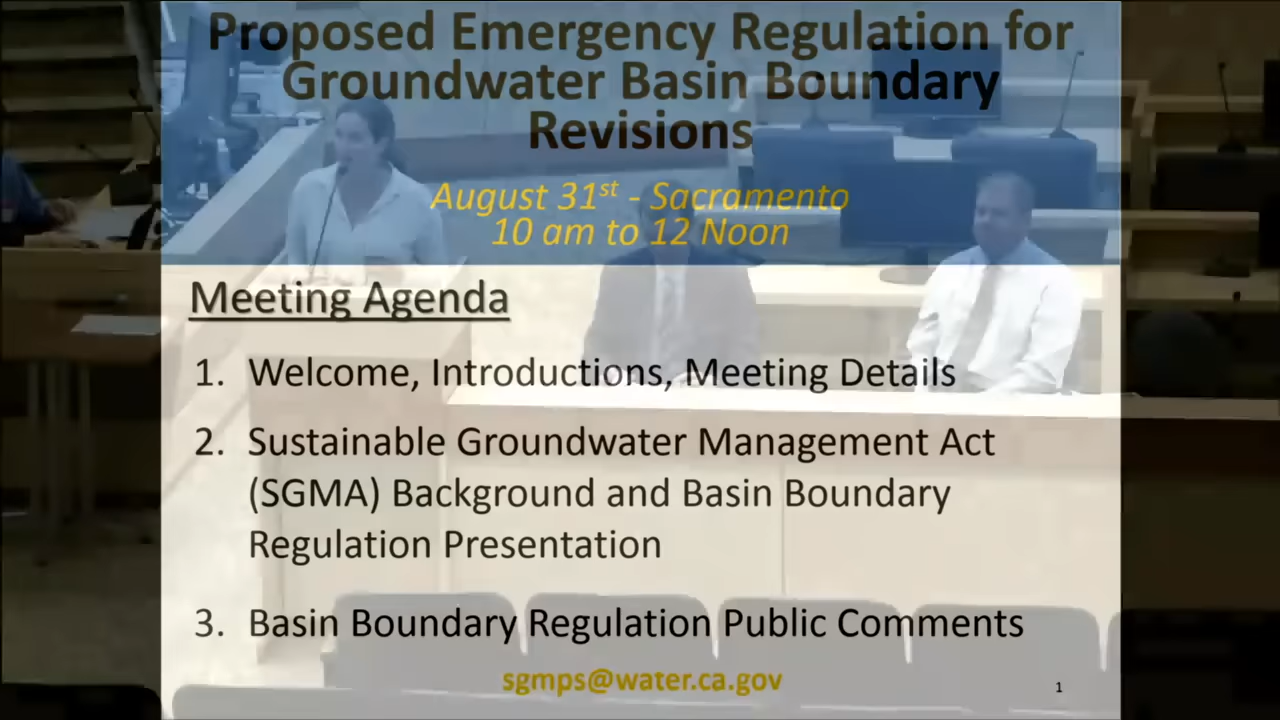 Proposed Emergency Regulation for
Groundwater Basin Boundary
Revisions
August 31st - Sacramento
10 am to 12 Noon
Meeting Agenda
1. Welcome, Introductions, Meeting Details
2. Sustainable Groundwater Management Act
(SGMA) Background and Basin Boundary
Regulation Presentation
3. Basin Boundary Regulation Public Comments
sgmps@water.ca.gov
1